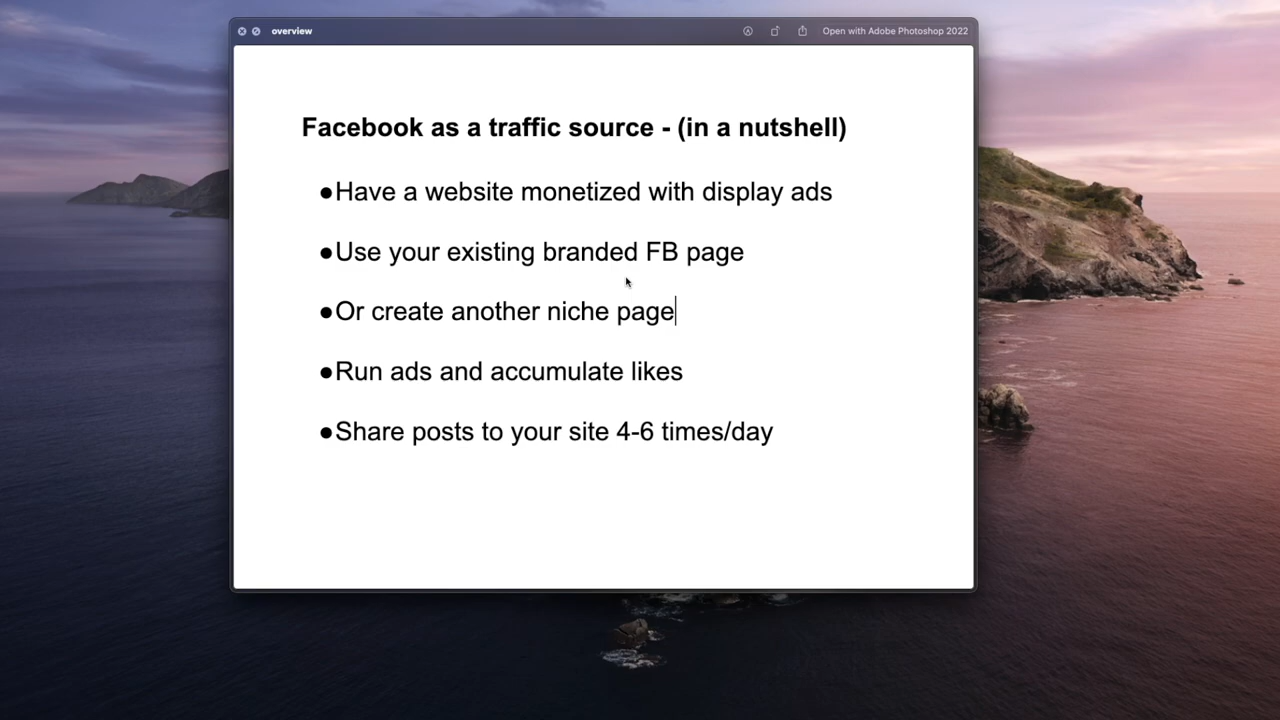 overview
Open with Adobe Photoshop 2022
Facebook as a traffic source - (in a nutshell)
●Have a website monetized with display ads
●Use your existing branded FB page
●Or create another niche page
●Run ads and accumulate likes
●Share posts to your site 4-6 times/day